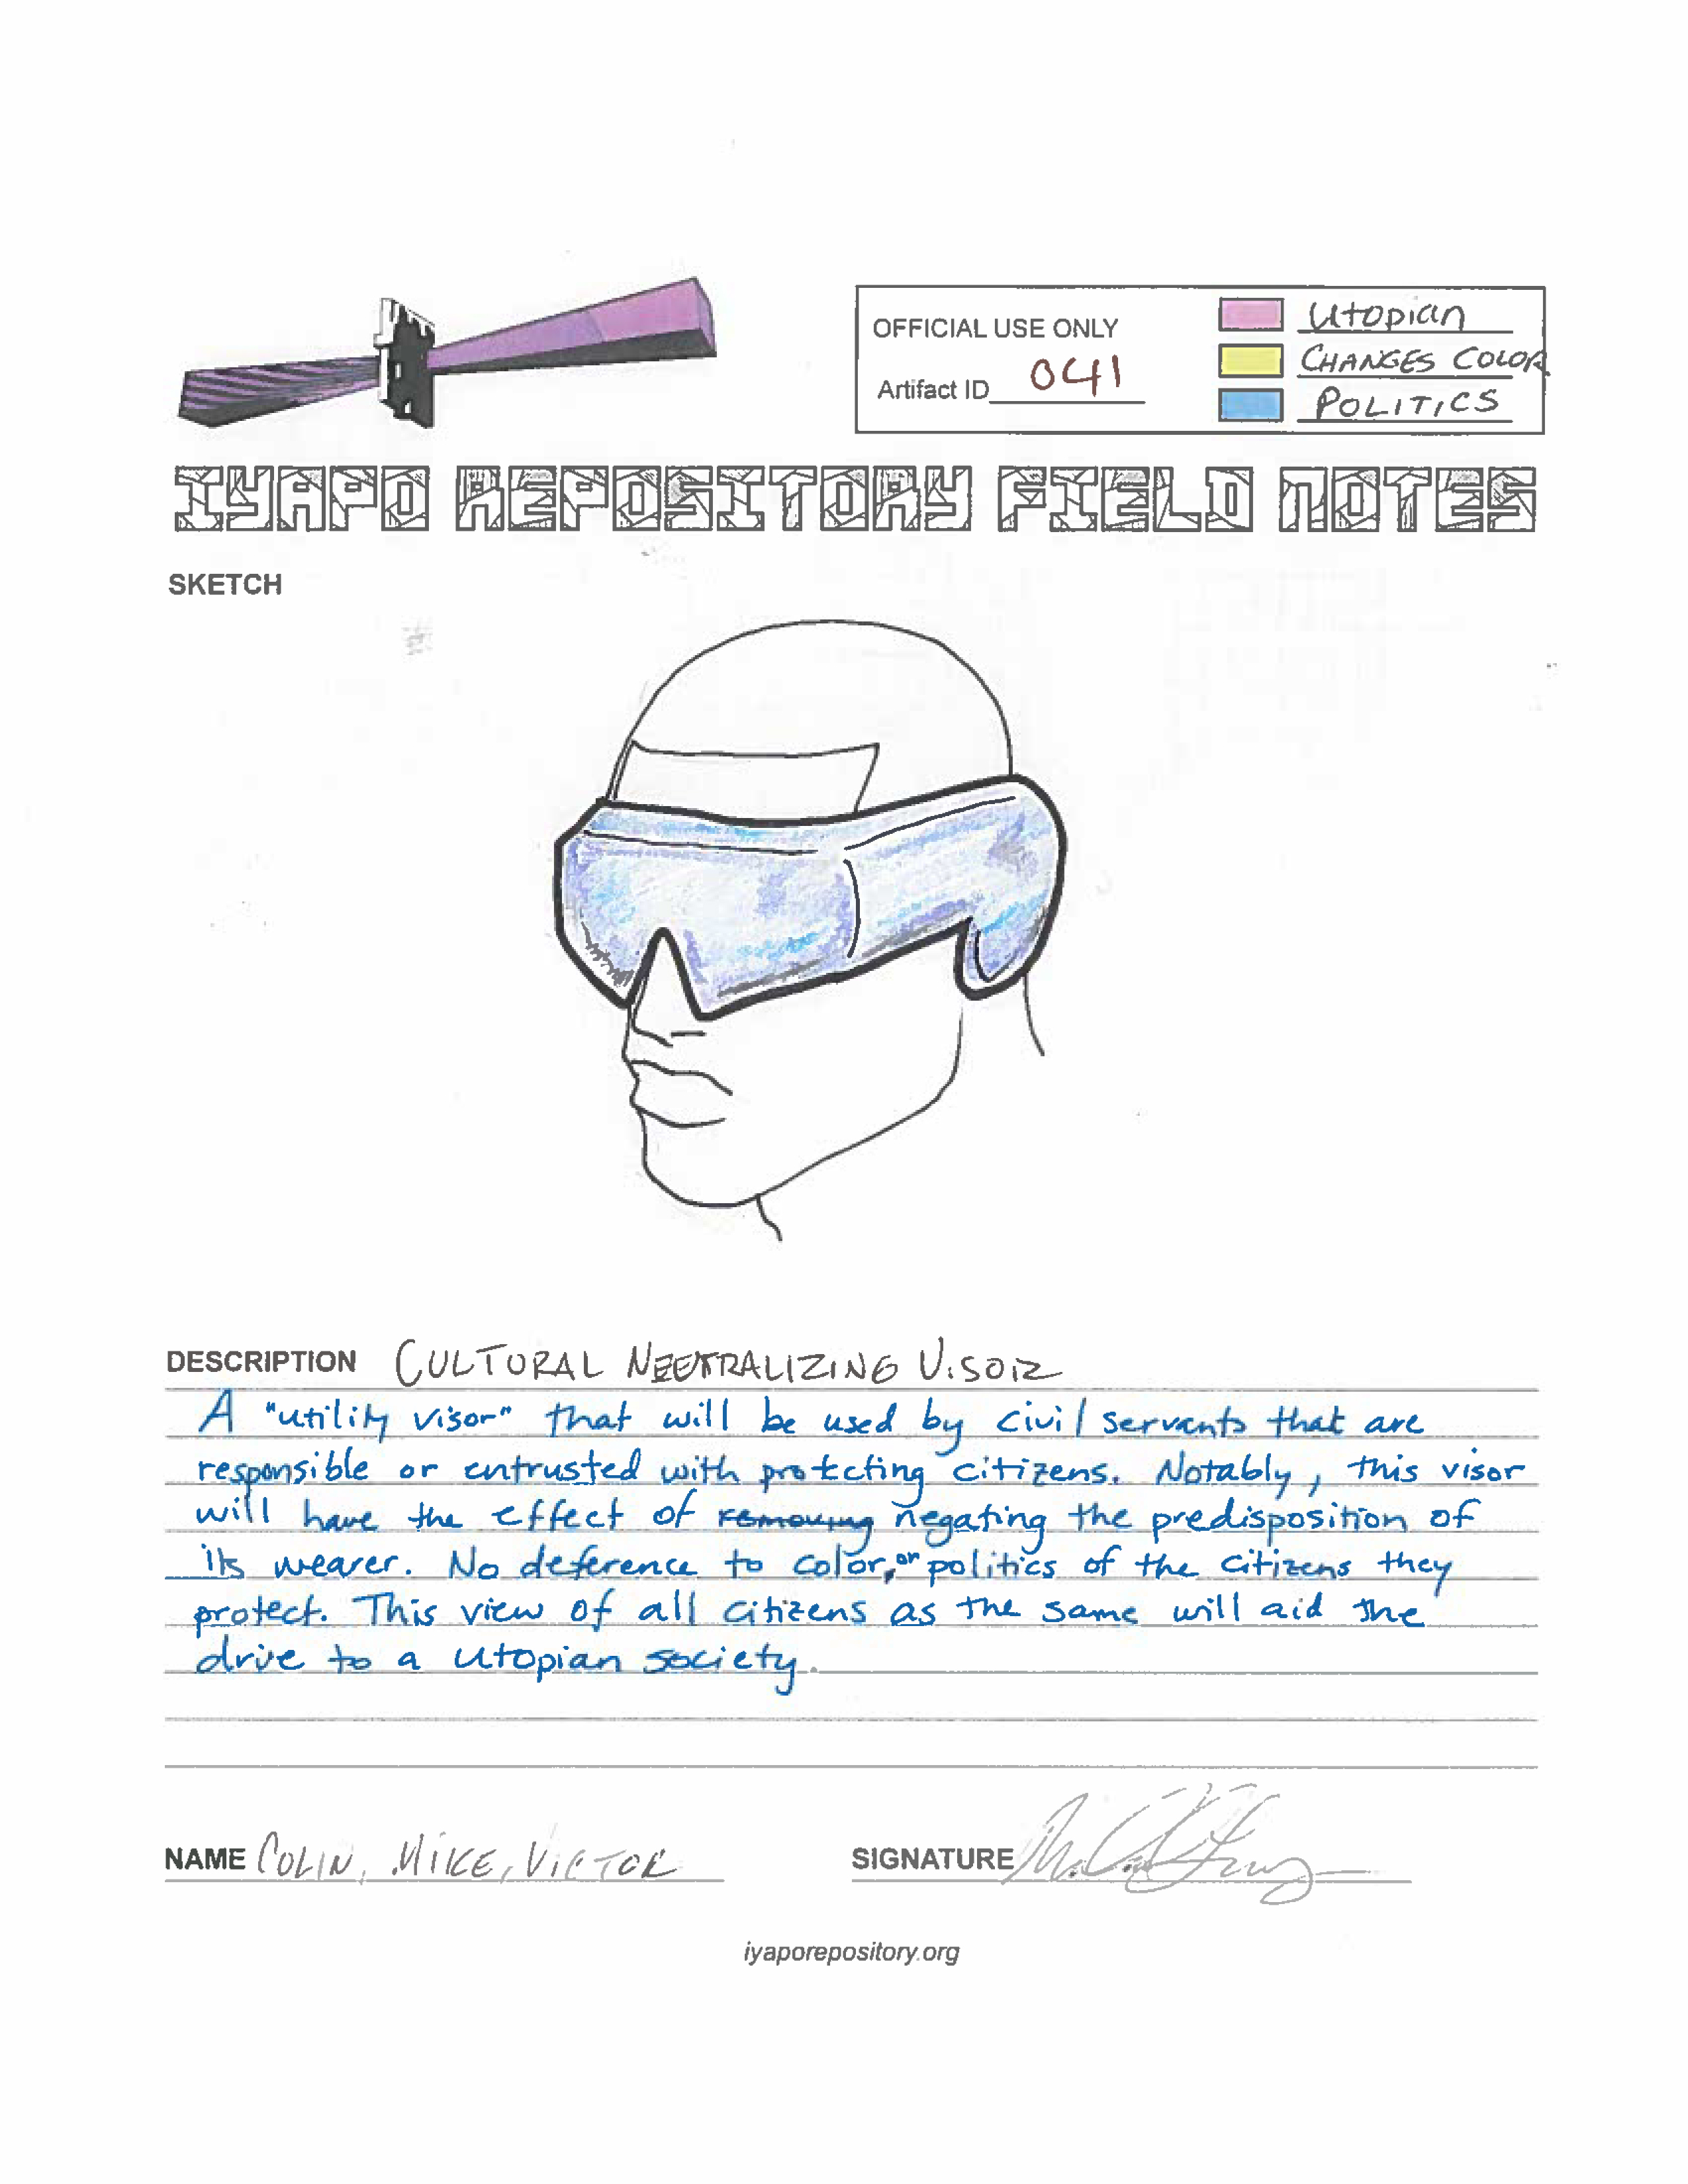 OFFICIAL USE ONLY
Artifact ID 041
Utopian
CHANGES COLOR
POLITICS
IYAPO REPOSITORY FIELD NOTES
SKETCH
DESCRIPTION CULTURAL NEUTRALIZING VISOR
A "utility visor" that will be used by civil servants that are
responsible or entrusted with protecting citizens. Notably, this visor
will have the effect of removing negating the predisposition of
its wearer. No deference to color, or politics of the citizens they
protect. This view of all citizens as the same will aid the
drive to a utopian society.
NAME COLIN, MIKE, VICTOR
SIGNATURE
iyaporepository.org